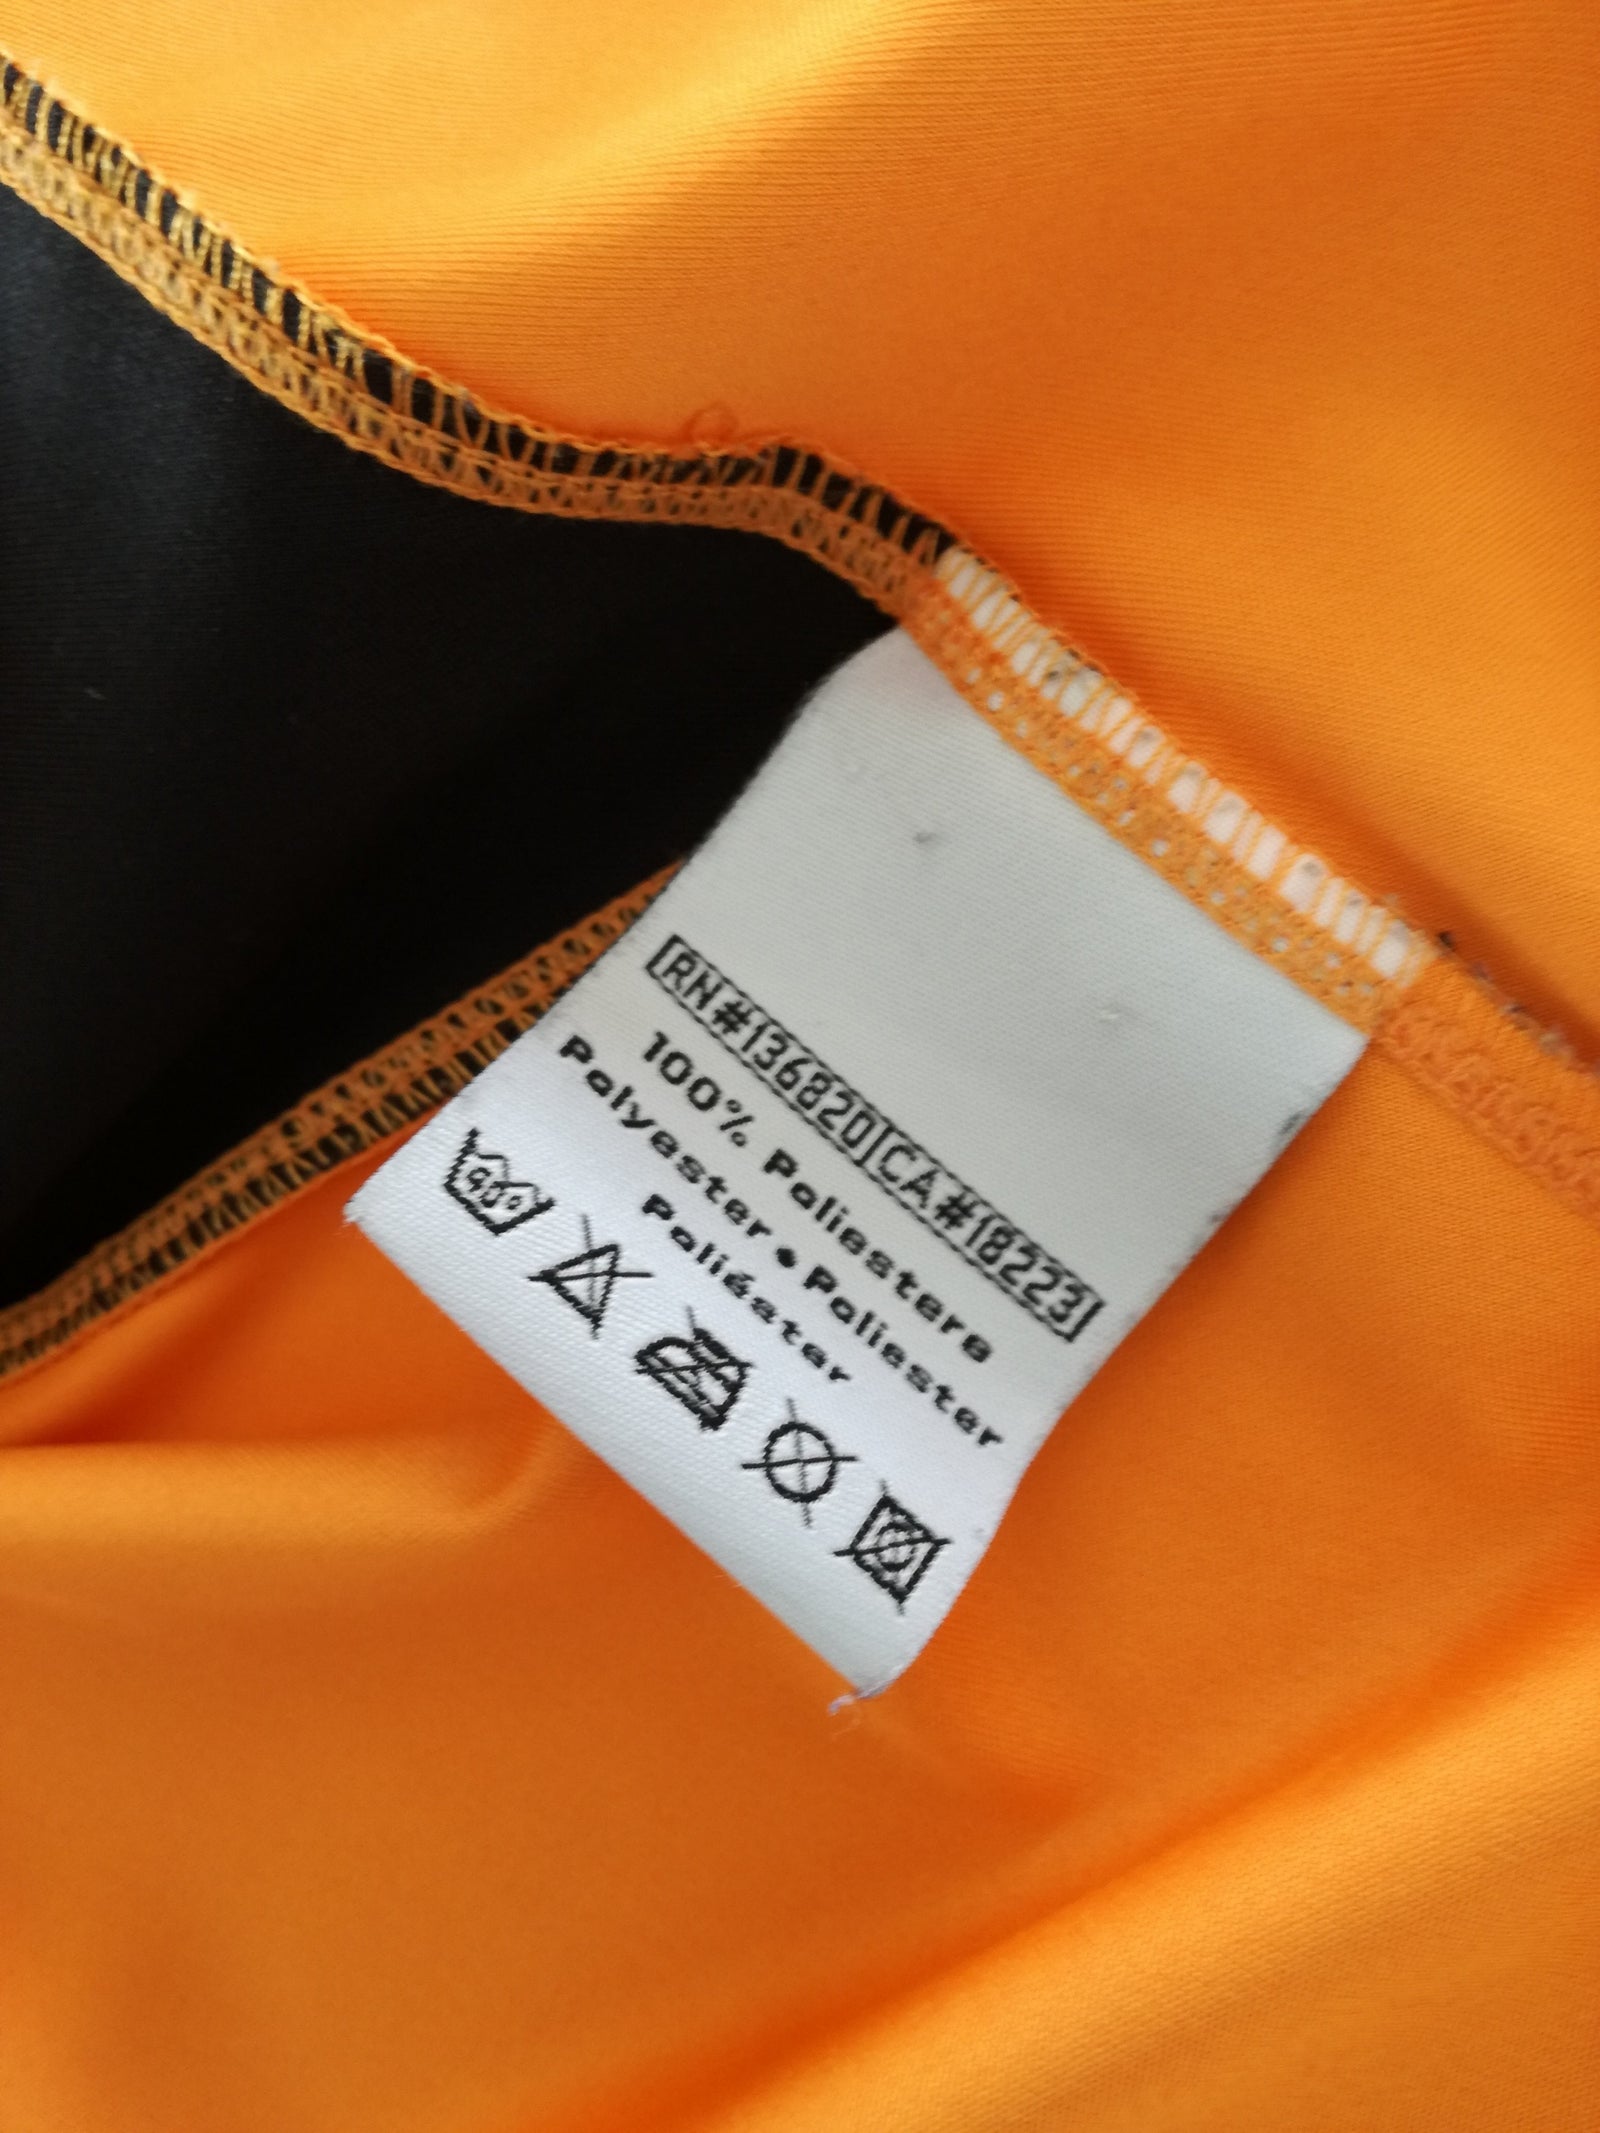 RN#136820 CA#18223
100% Poliestere
Polyester • Poliester
Poliéster